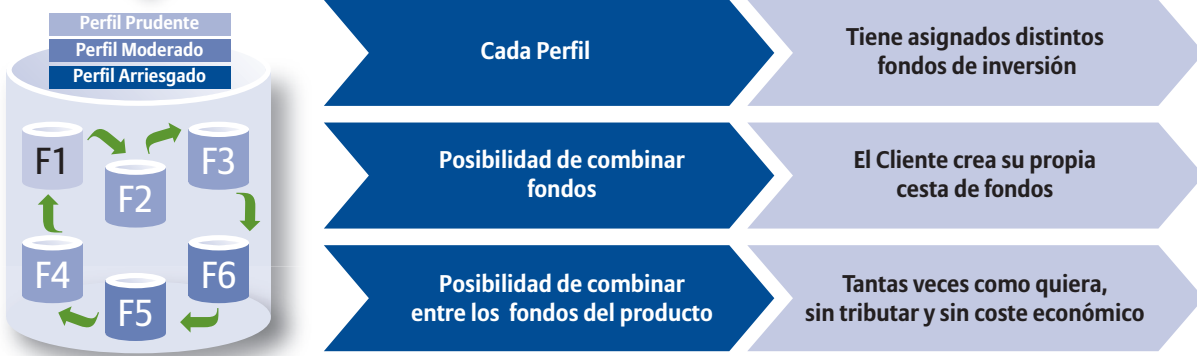 Perfil Prudente
Perfil Moderado
Perfil Arriesgado
F1
F2
F3
F4
F5
F6
Cada Perfil
Tiene asignados distintos
fondos de inversión
Posibilidad de combinar
fondos
El Cliente crea su propia
cesta de fondos
Posibilidad de combinar
entre los fondos del producto
Tantas veces como quiera,
sin tributar y sin coste económico